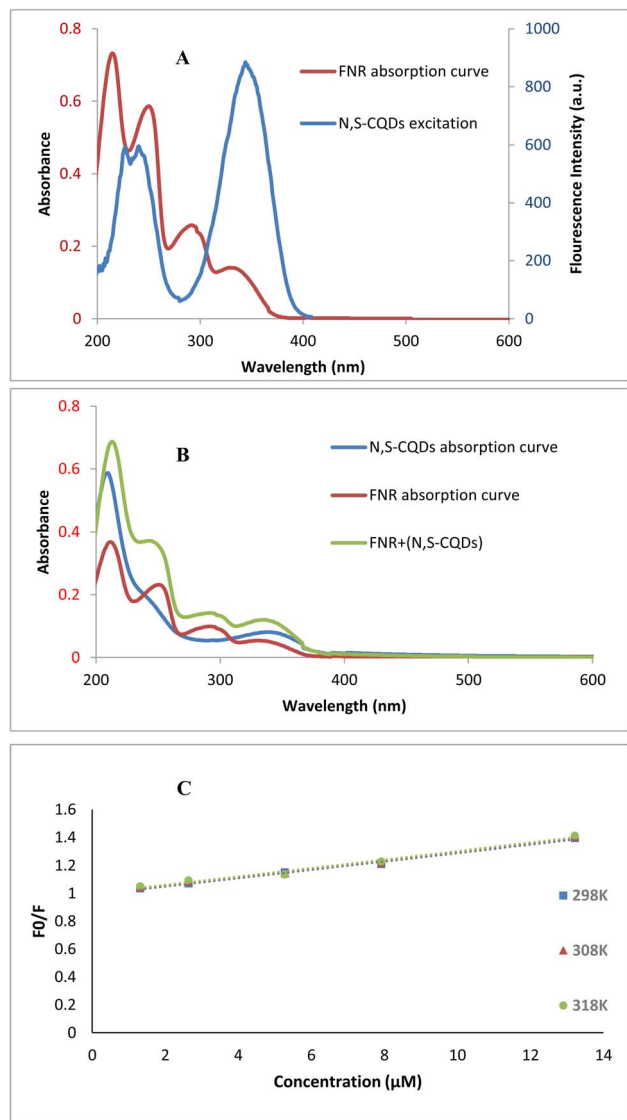 A
0.8
0.6
0.4
0.2
0
1000
800
600
400
200
0
Absorbance
Flourescence Intensity (a.u.)
FNR absorption curve
N,S-CQDs excitation
200
300
400
500
600
Wavelength (nm)
B
0.8
0.6
0.4
0.2
0
Absorbance
N,S-CQDs absorption curve
FNR absorption curve
FNR+(N,S-CQDs)
200
300
400
500
600
Wavelength (nm)
C
1.6
1.4
1.2
1
0.8
0.6
0.4
0.2
0
F0/F
298K
308K
318K
0
2
4
6
8
10
12
14
Concentration (μM)